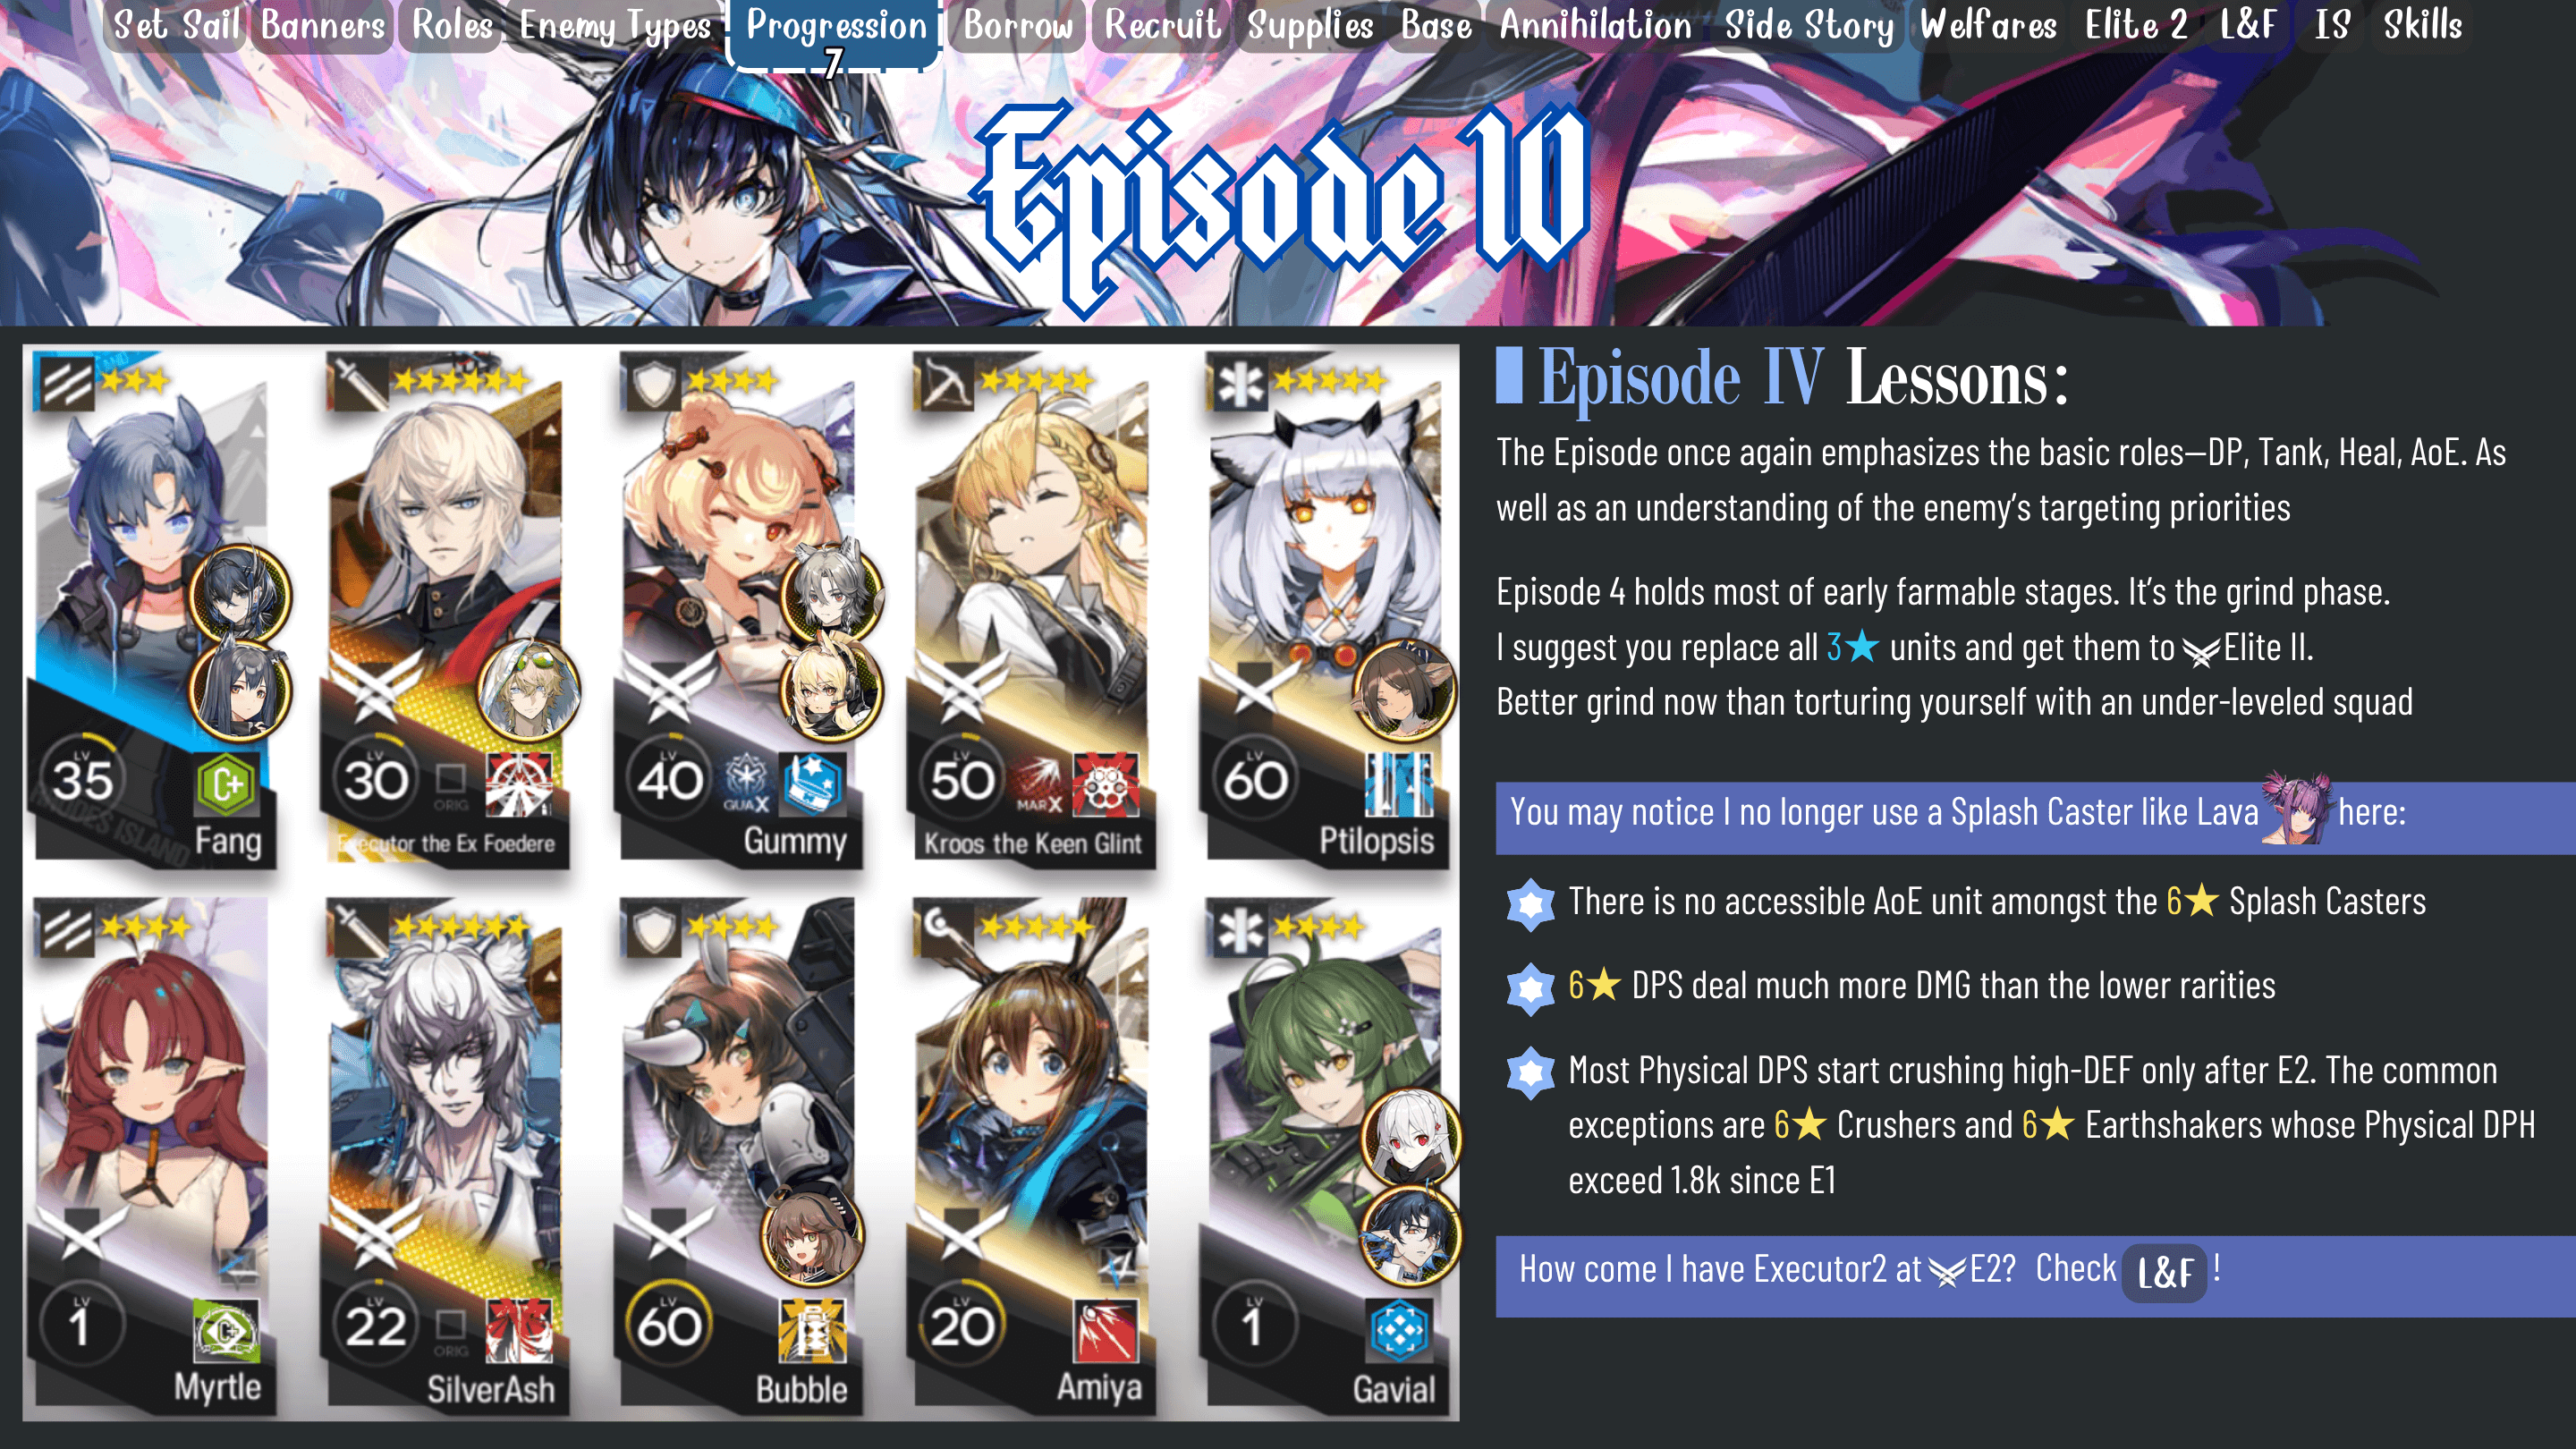 Set Sail Banners Roles Enemy Types Progression Borrow Recruit Supplies Base Annihilation Side Story Welfares Elite 2 L&F IS Skills
7
Episode 10
LV
35
C+
Fang
LV
30
ORIG
Executor the Ex Foedere
LV
40
GUA X
Gummy
LV
50
MAR X
Kroos the Keen Glint
LV
60
Ptilopsis
LV
1
C+
Myrtle
LV
22
ORIG
SilverAsh
LV
60
Bubble
LV
20
Amiya
LV
1
Gavial
Episode IV Lessons:
The Episode once again emphasizes the basic roles—DP, Tank, Heal, AoE. As
well as an understanding of the enemy's targeting priorities
Episode 4 holds most of early farmable stages. It's the grind phase.
I suggest you replace all 3★ units and get them to Elite II.
Better grind now than torturing yourself with an under-leveled squad
You may notice I no longer use a Splash Caster like Lava here:
There is no accessible AoE unit amongst the 6★ Splash Casters
6★ DPS deal much more DMG than the lower rarities
Most Physical DPS start crushing high-DEF only after E2. The common
exceptions are 6★ Crushers and 6★ Earthshakers whose Physical DPH
exceed 1.8k since E1
How come I have Executor2 at E2? Check L&F !